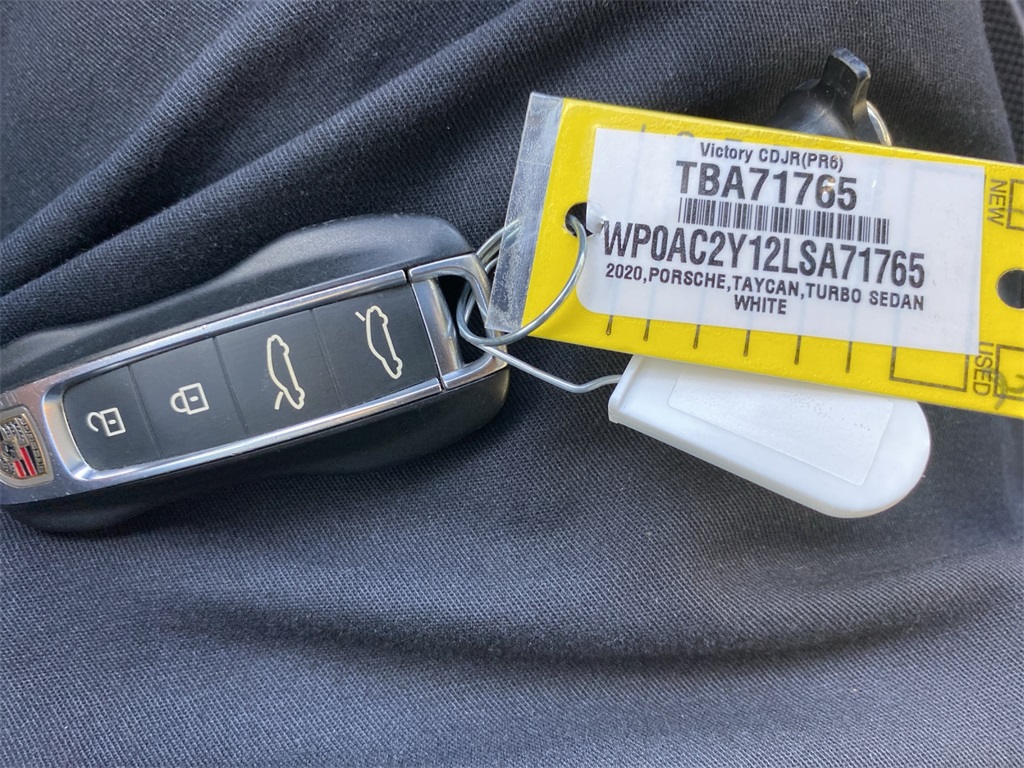 Victory CDJR(PR6)
TBA71765
WP0AC2Y12LSA71765
2020,PORSCHE,TAYCAN,TURBO SEDAN
WHITE
NEW
USED